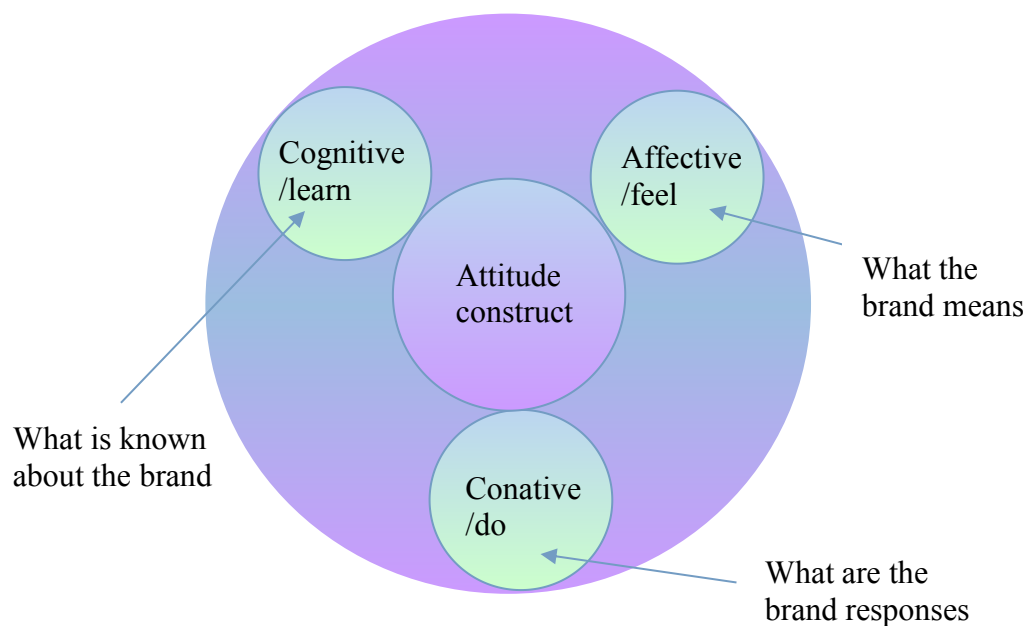 Cognitive
/learn
Affective
/feel
Attitude
construct
What the
brand means
What is known
about the brand
Conative
/do
What are the
brand responses